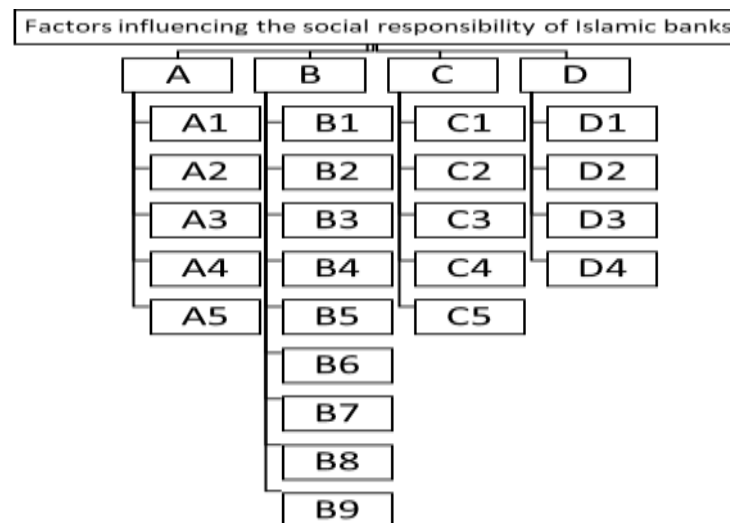 Factors influencing the social responsibility of Islamic banks
A B C D
A1 B1 C1 D1
A2 B2 C2 D2
A3 B3 C3 D3
A4 B4 C4 D4
A5 B5 C5
B6
B7
B8
B9